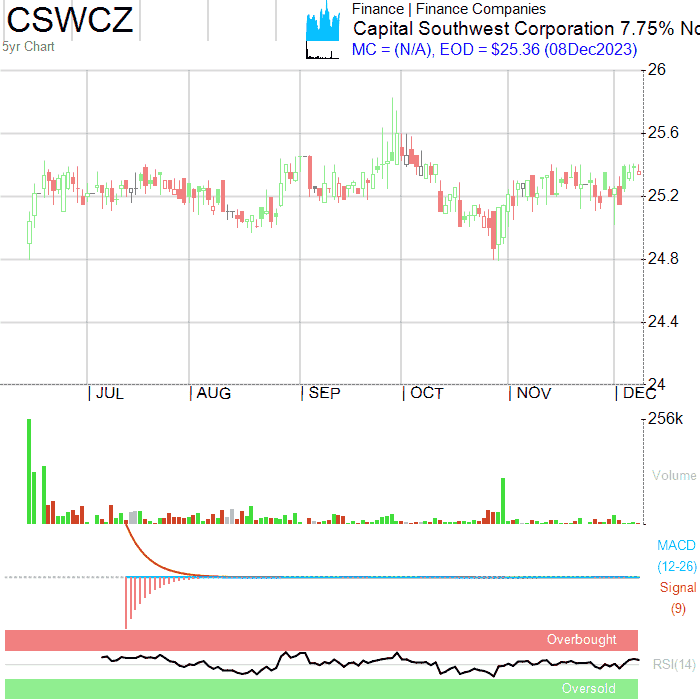 CSWCZ
Finance | Finance Companies
Capital Southwest Corporation 7.75% No
MC = (N/A), EOD = $25.36 (08Dec2023)
5yr Chart
26
25.6
25.2
24.8
24.4
24
JUL AUG SEP OCT NOV DEC
256k
Volume
MACD
(12-26)
Signal
(9)
Overbought
RSI(14)
Oversold